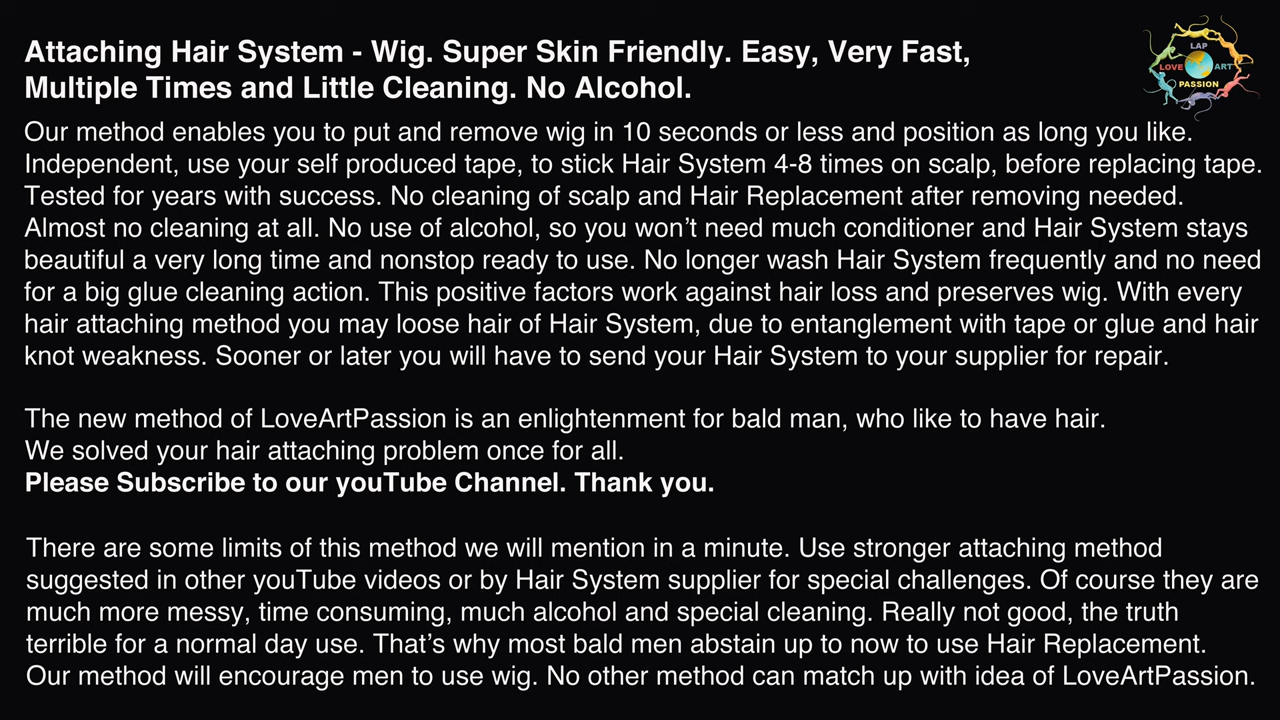 Attaching Hair System - Wig. Super Skin Friendly. Easy, Very Fast,
Multiple Times and Little Cleaning. No Alcohol.
LAP
LOVE ART
PASSION
Our method enables you to put and remove wig in 10 seconds or less and position as long you like.
Independent, use your self produced tape, to stick Hair System 4-8 times on scalp, before replacing tape.
Tested for years with success. No cleaning of scalp and Hair Replacement after removing needed.
Almost no cleaning at all. No use of alcohol, so you won’t need much conditioner and Hair System stays
beautiful a very long time and nonstop ready to use. No longer wash Hair System frequently and no need
for a big glue cleaning action. This positive factors work against hair loss and preserves wig. With every
hair attaching method you may loose hair of Hair System, due to entanglement with tape or glue and hair
knot weakness. Sooner or later you will have to send your Hair System to your supplier for repair.
The new method of LoveArtPassion is an enlightenment for bald man, who like to have hair.
We solved your hair attaching problem once for all.
Please Subscribe to our youTube Channel. Thank you.
There are some limits of this method we will mention in a minute. Use stronger attaching method
suggested in other youTube videos or by Hair System supplier for special challenges. Of course they are
much more messy, time consuming, much alcohol and special cleaning. Really not good, the truth
terrible for a normal day use. That’s why most bald men abstain up to now to use Hair Replacement.
Our method will encourage men to use wig. No other method can match up with idea of LoveArtPassion.